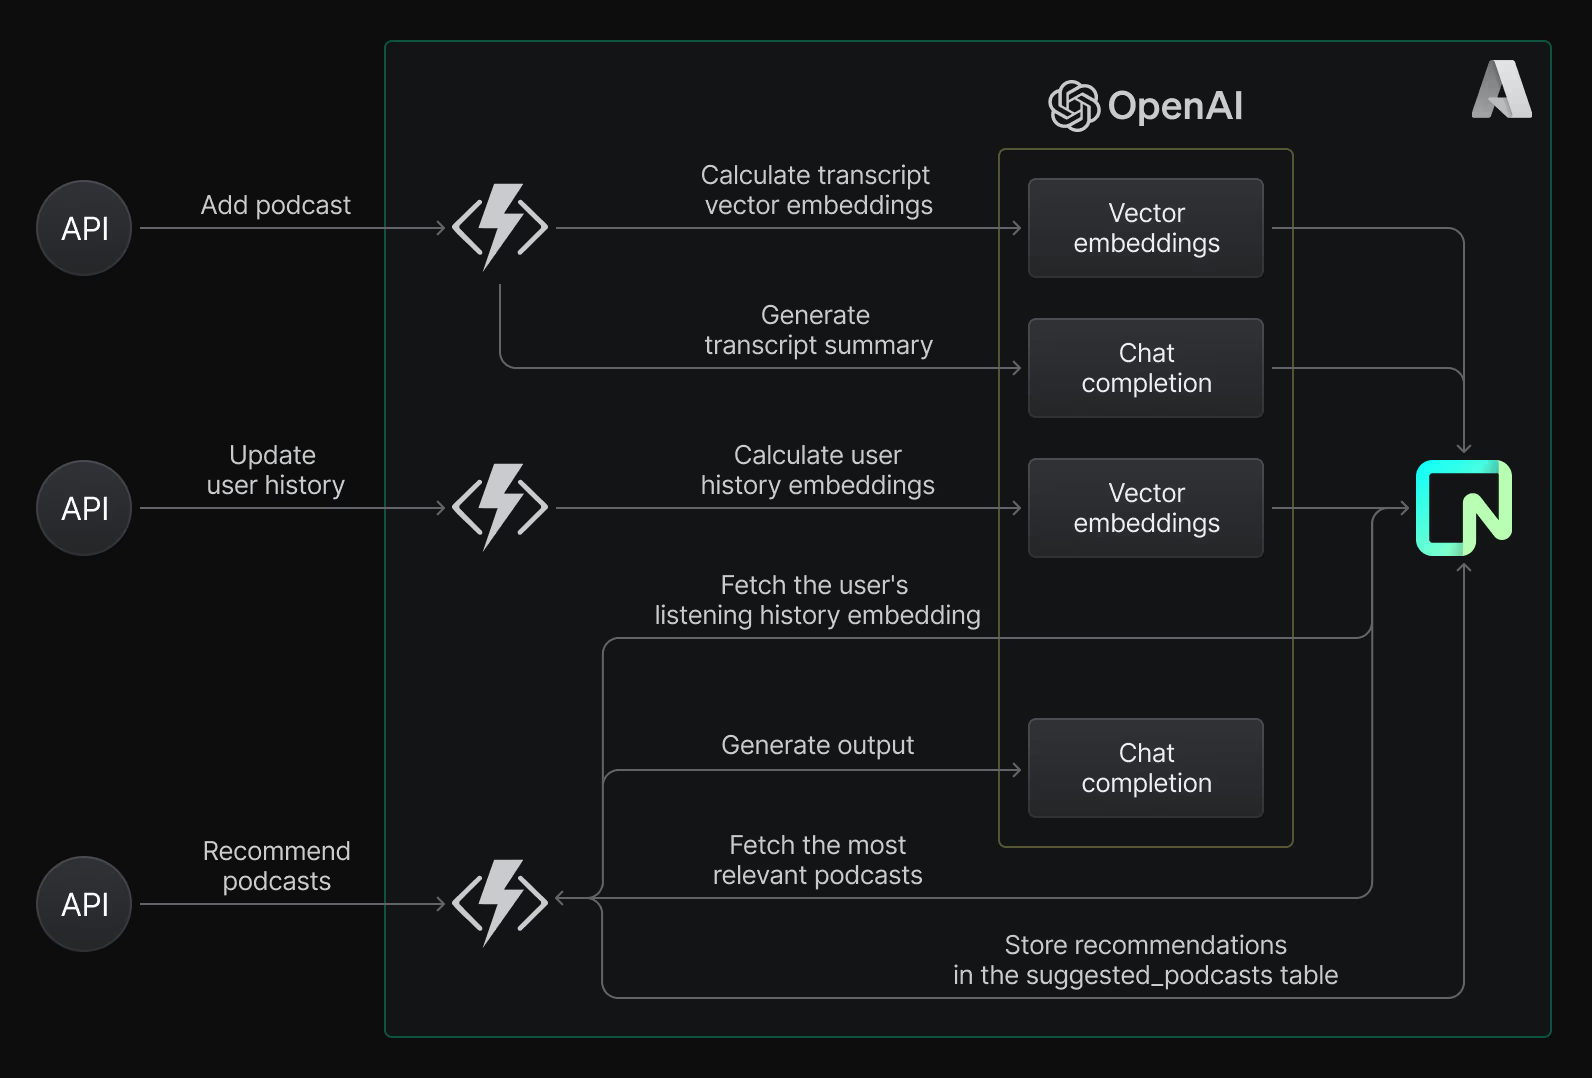 OpenAI
API
Add podcast
Calculate transcript
vector embeddings
Vector
embeddings
Generate
transcript summary
Chat
completion
API
Update
user history
Calculate user
history embeddings
Vector
embeddings
Fetch the user's
listening history embedding
Generate output
Chat
completion
API
Recommend
podcasts
Fetch the most
relevant podcasts
Store recommendations
in the suggested_podcasts table